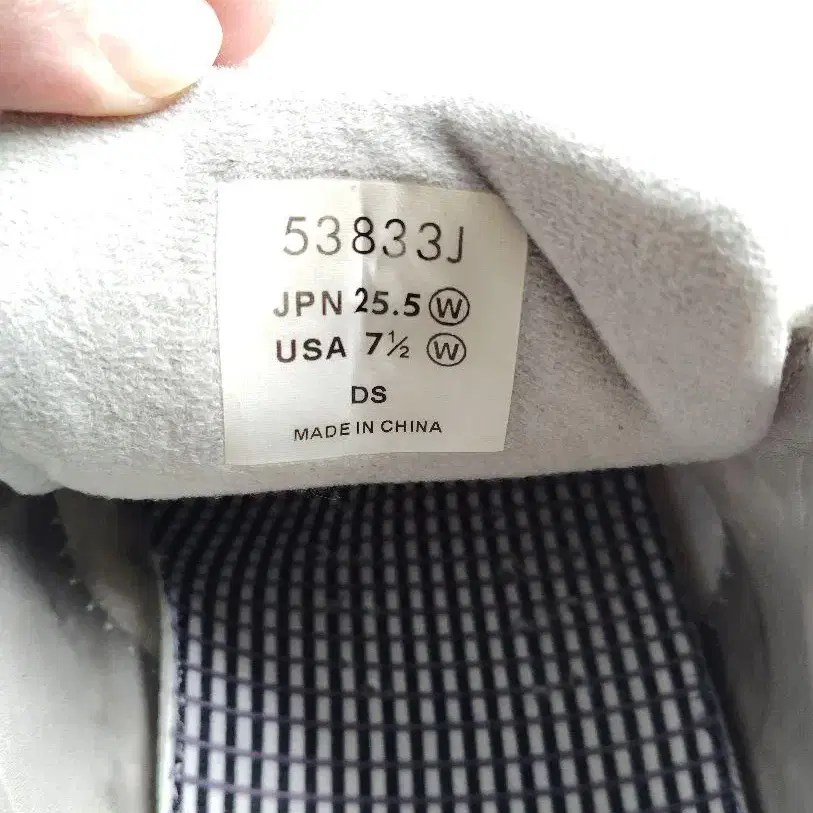 53833J
JPN 25.5 Ⓦ
USA 7½ Ⓦ
DS
MADE IN CHINA